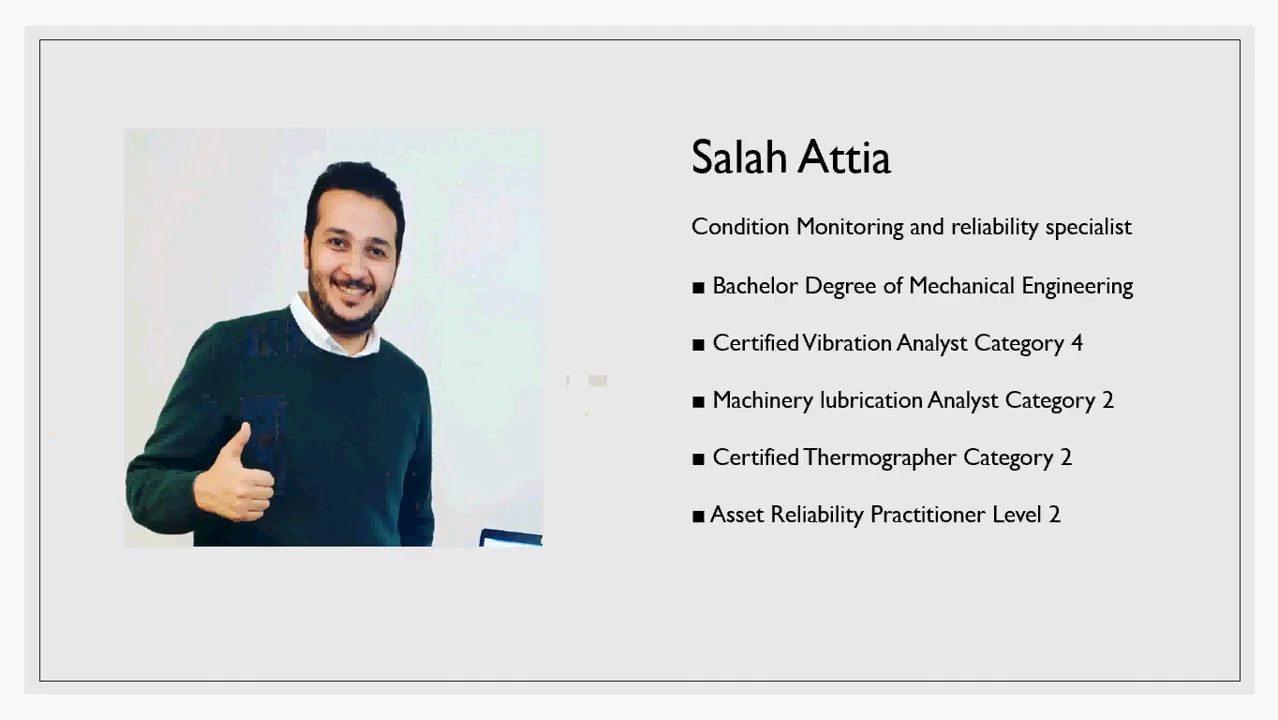 Salah Attia
Condition Monitoring and reliability specialist
■ Bachelor Degree of Mechanical Engineering
■ Certified Vibration Analyst Category 4
■ Machinery lubrication Analyst Category 2
■ Certified Thermographer Category 2
■ Asset Reliability Practitioner Level 2